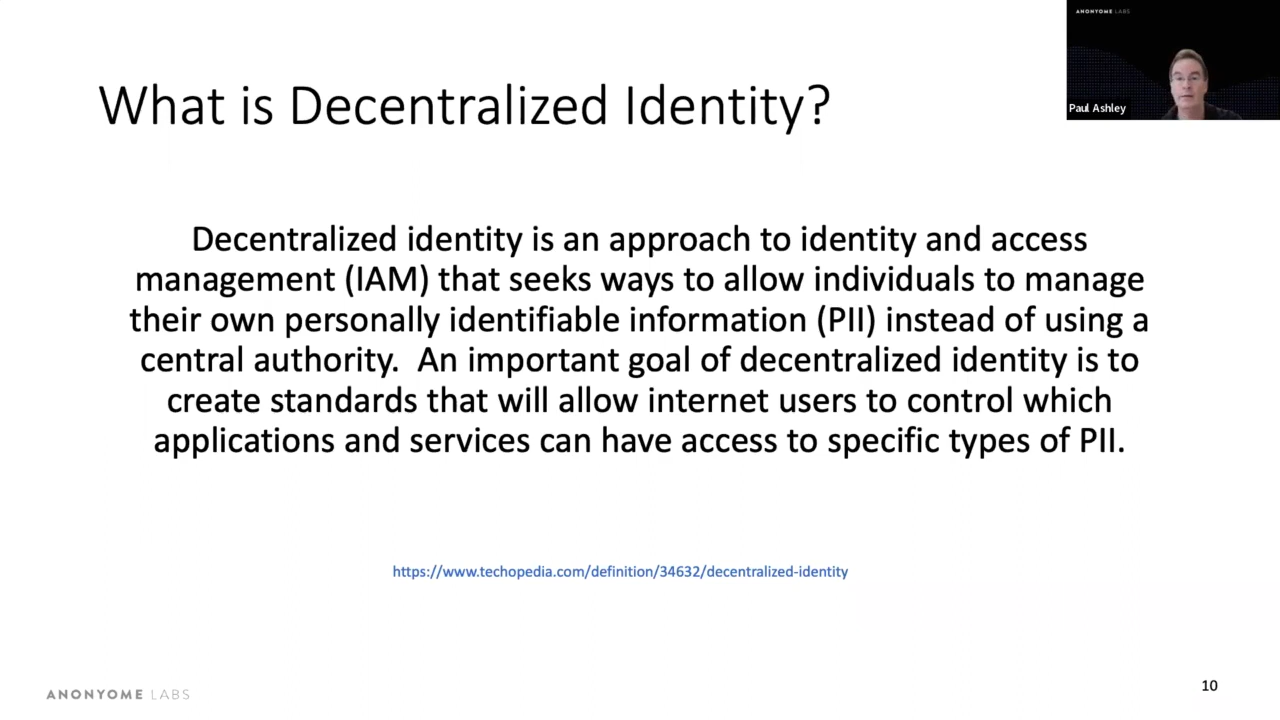 ANONYOME LABS
Paul Ashley
What is Decentralized Identity?
Decentralized identity is an approach to identity and access
management (IAM) that seeks ways to allow individuals to manage
their own personally identifiable information (PII) instead of using a
central authority.  An important goal of decentralized identity is to
create standards that will allow internet users to control which
applications and services can have access to specific types of PII.
https://www.techopedia.com/definition/34632/decentralized-identity
ANONYOME LABS
10